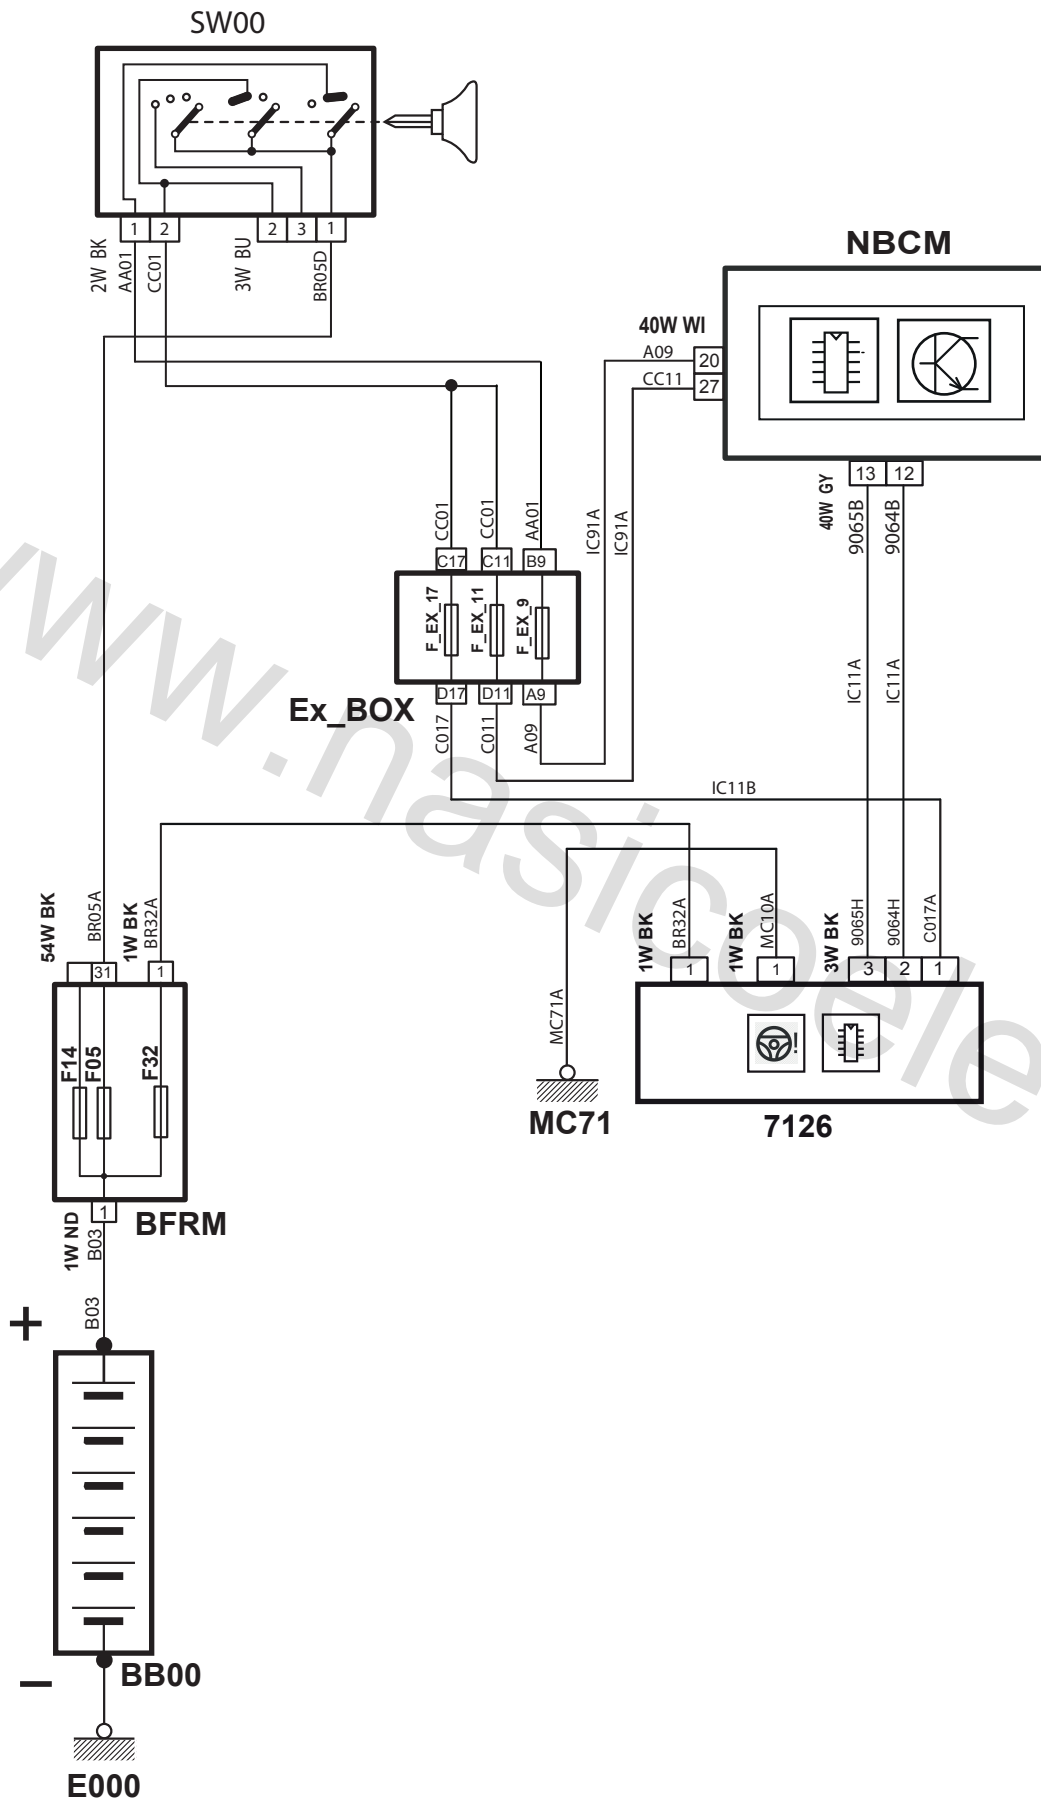 SW00
1 2 2 3 1
2W BK
AA01
CC01
3W BU
BR05D
NBCM
40W WI
A09 20
CC11 27
13 12
40W GY
9065B
9064B
CC01
CC01
AA01
IC91A
IC91A
C17 C11 B9
F_EX_17
F_EX_11
F_EX_9
IC11A
IC11A
D17 D11 A9
Ex_BOX
C017
C011
A09
IC11B
54W BK
BR05A
1W BK
BR32A
1W BK
BR32A
1W BK
MC10A
3W BK
9065H
9064H
C017A
31 1
1 1 3 2 1
MC71A
F14
F05
F32
!
MC71
7126
1
BFRM
1W ND
B03
B03
+
BB00
–
E000
www.nasicoele